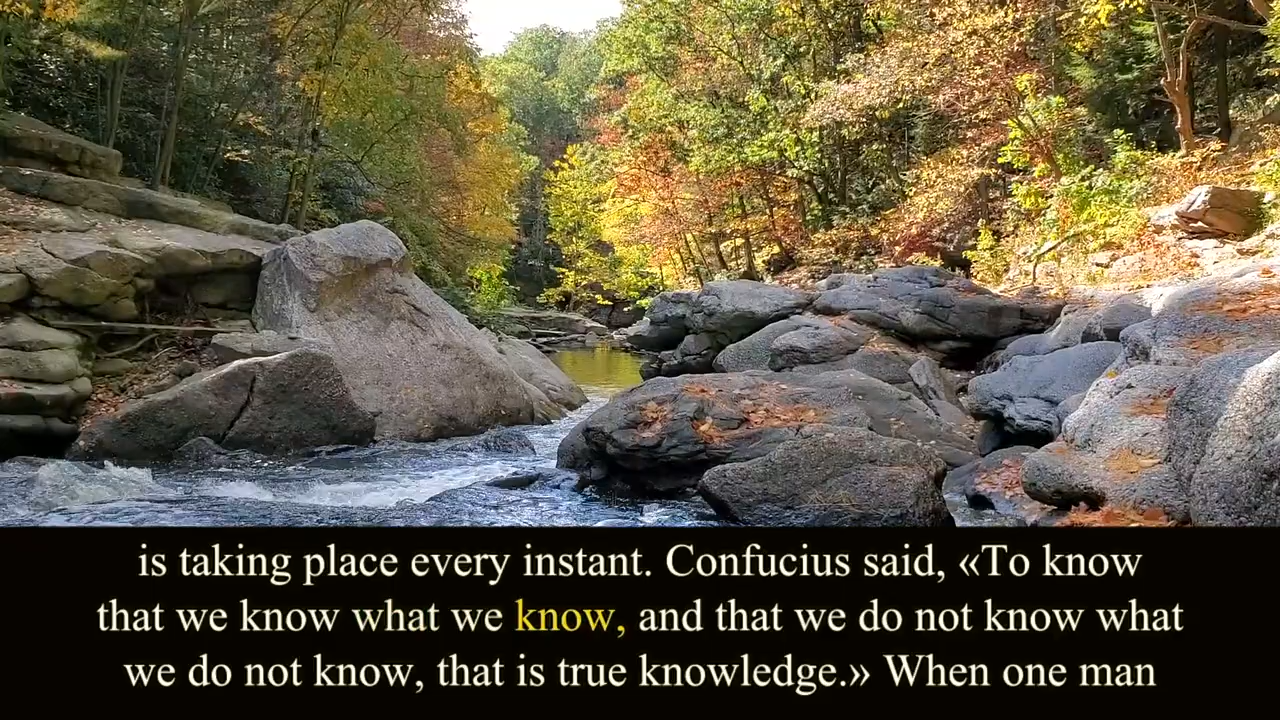 is taking place every instant. Confucius said, «To know
that we know what we know, and that we do not know what
we do not know, that is true knowledge.» When one man